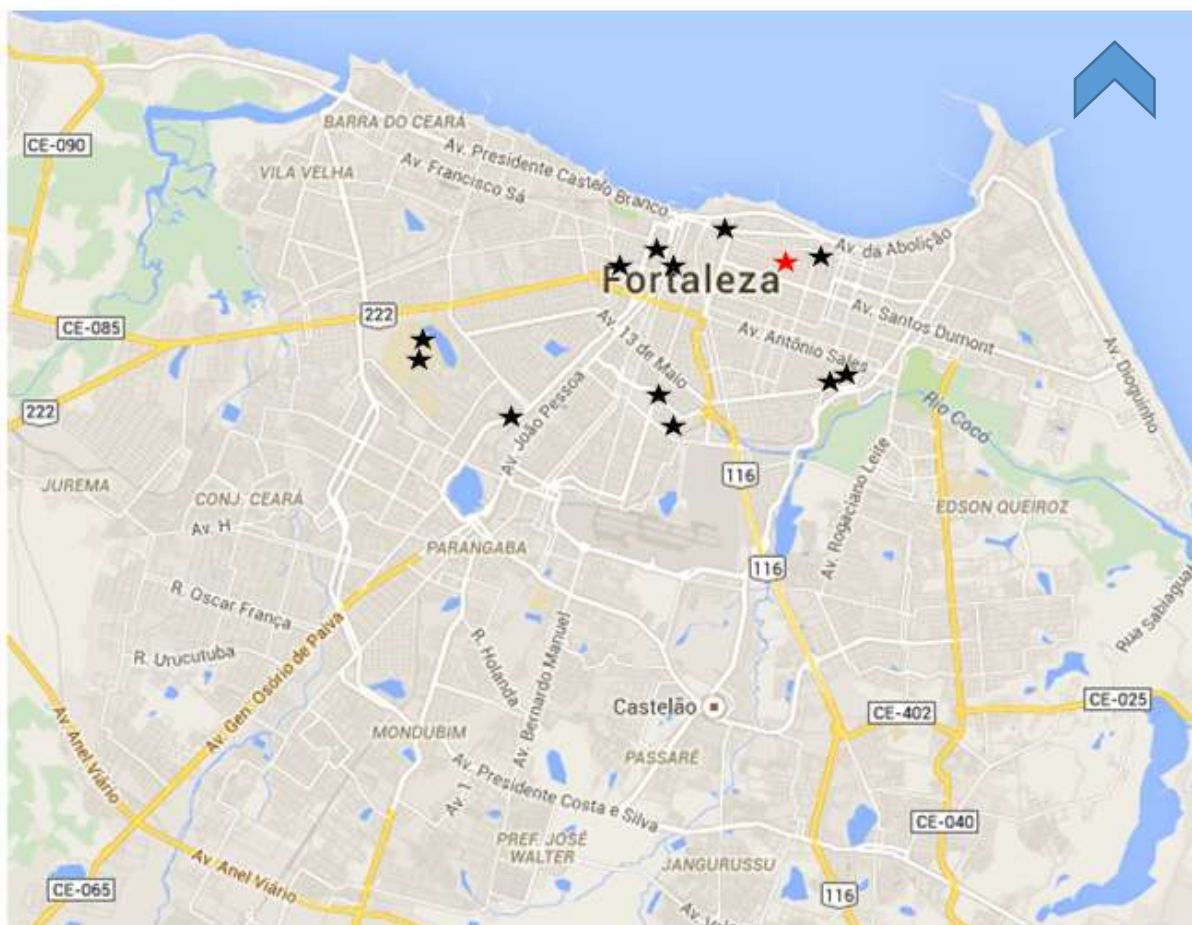 BARRA DO CEARÁ
CE-090
Av. Presidente Castelo Branco
Av. Francisco Sá
VILA VELHA
Av. da Abolição
Fortaleza
222
CE-085
Av. Santos Dumont
Av. 13 de Maio
Av. Antônio Sales
Av. Dioguinho
222
Av. João Pessoa
Rio Cocó
JUREMA
CONJ. CEARÁ
116
Av. Rogaciano Leite
EDSON QUEIROZ
Av. H
PARANGABA
116
R. Oscar França
Rua Sabiaguaba
R. Urucutuba
Av. Gen. Osório de Paiva
R. Holanda
Av. Bernardo Manuel
Castelão
CE-402
CE-025
Av. Anel Viário
MONDUBIM
PASSARÉ
Av. Presidente Costa e Silva
Av. 1
CE-040
PREF. JOSÉ
WALTER
JANGURUSSU
Av. Anel Viário
CE-065
116